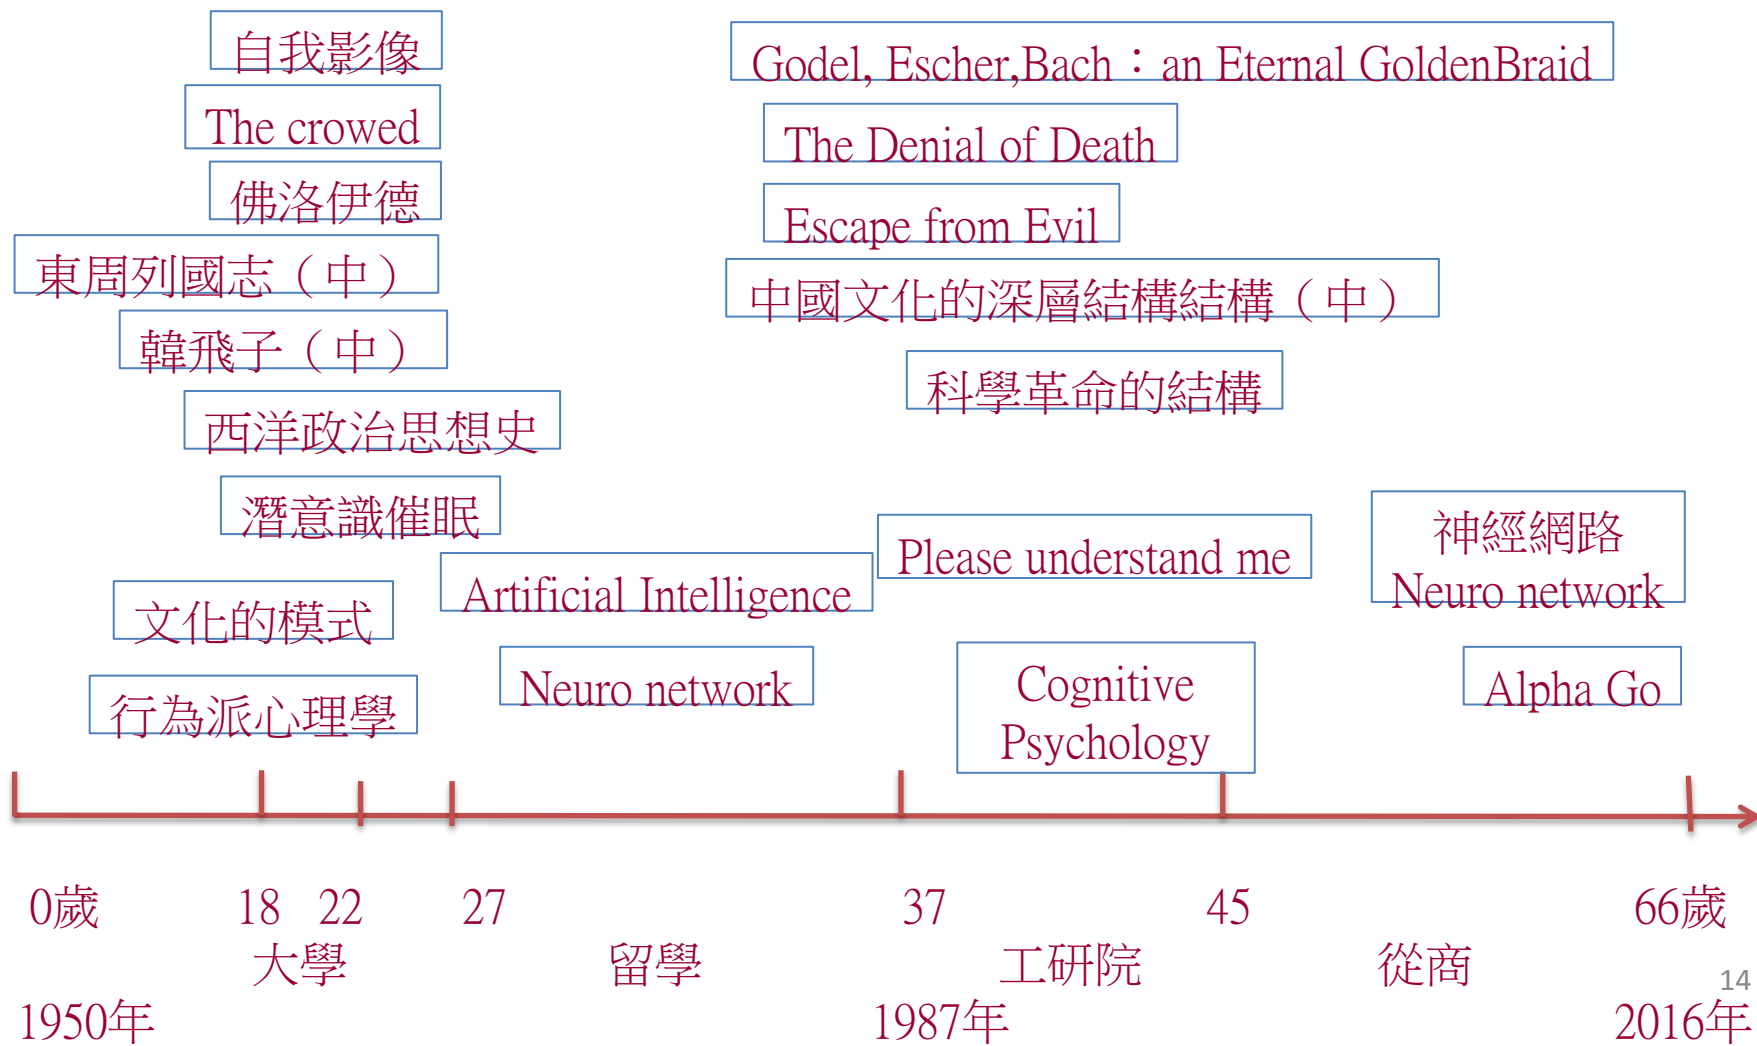 自我影像
The crowed
佛洛伊德
東周列國志（中）
韓飛子（中）
西洋政治思想史
潛意識催眠
文化的模式
行為派心理學
Godel, Escher,Bach：an Eternal GoldenBraid
The Denial of Death
Escape from Evil
中國文化的深層結構結構（中）
科學革命的結構
Artificial Intelligence
Neuro network
Please understand me
Cognitive
Psychology
神經網路
Neuro network
Alpha Go
0歲 18 22 27 37 45 66歲
大學 留學 工研院 從商
1950年 1987年 2016年
14